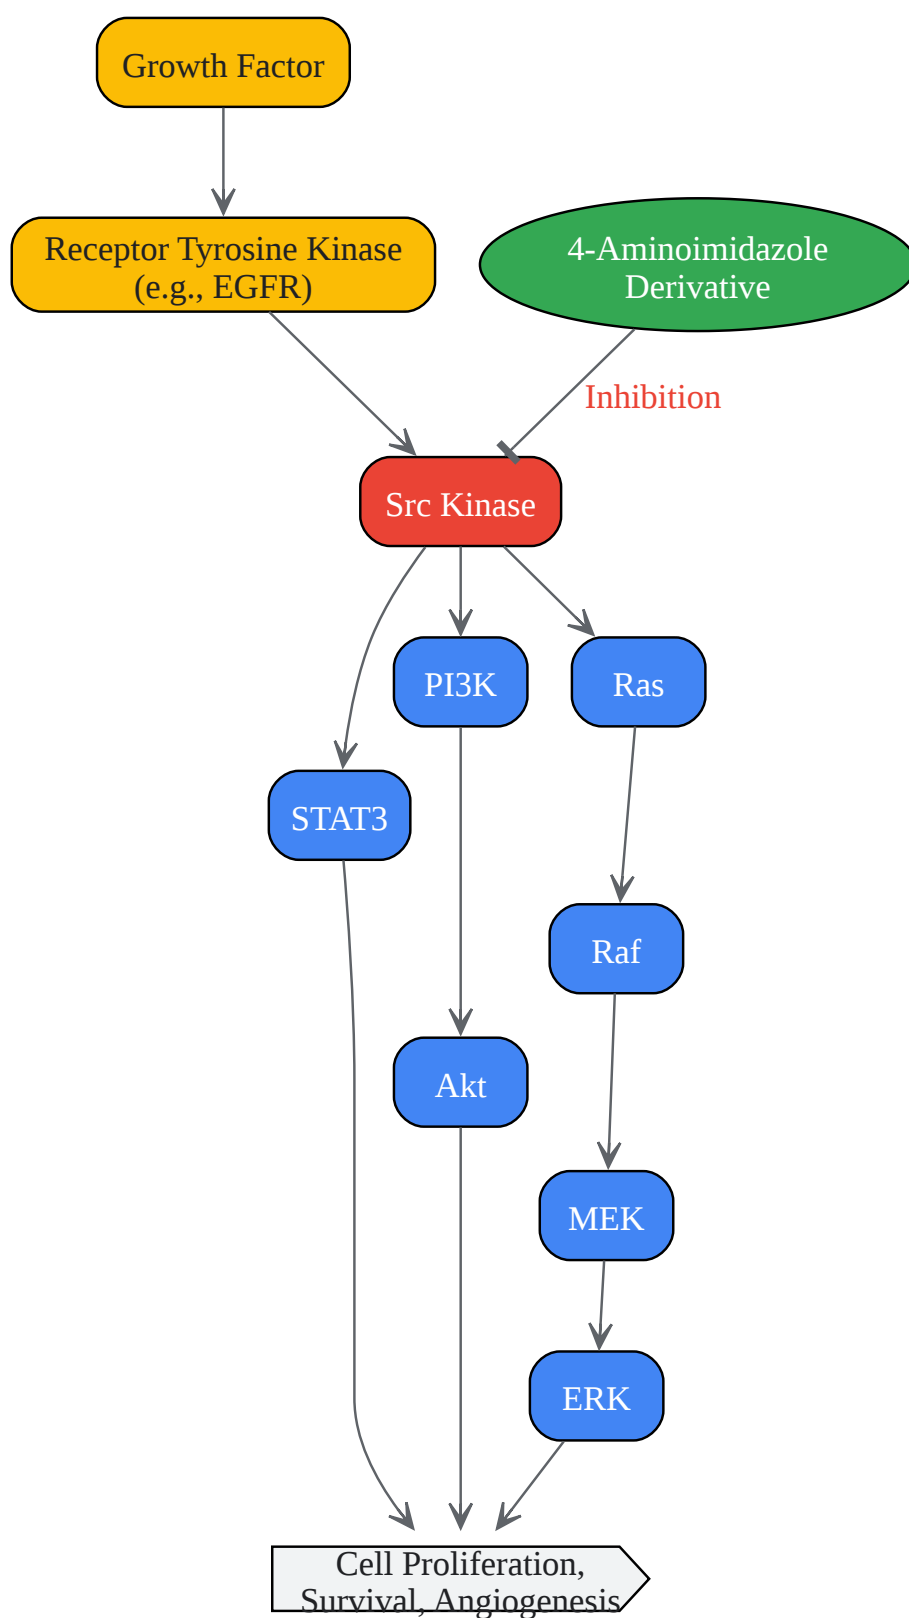 Growth Factor
Receptor Tyrosine Kinase
(e.g., EGFR)
4-Aminoimidazole
Derivative
Inhibition
Src Kinase
PI3K
Ras
STAT3
Raf
Akt
MEK
ERK
Cell Proliferation,
Survival, Angiogenesis